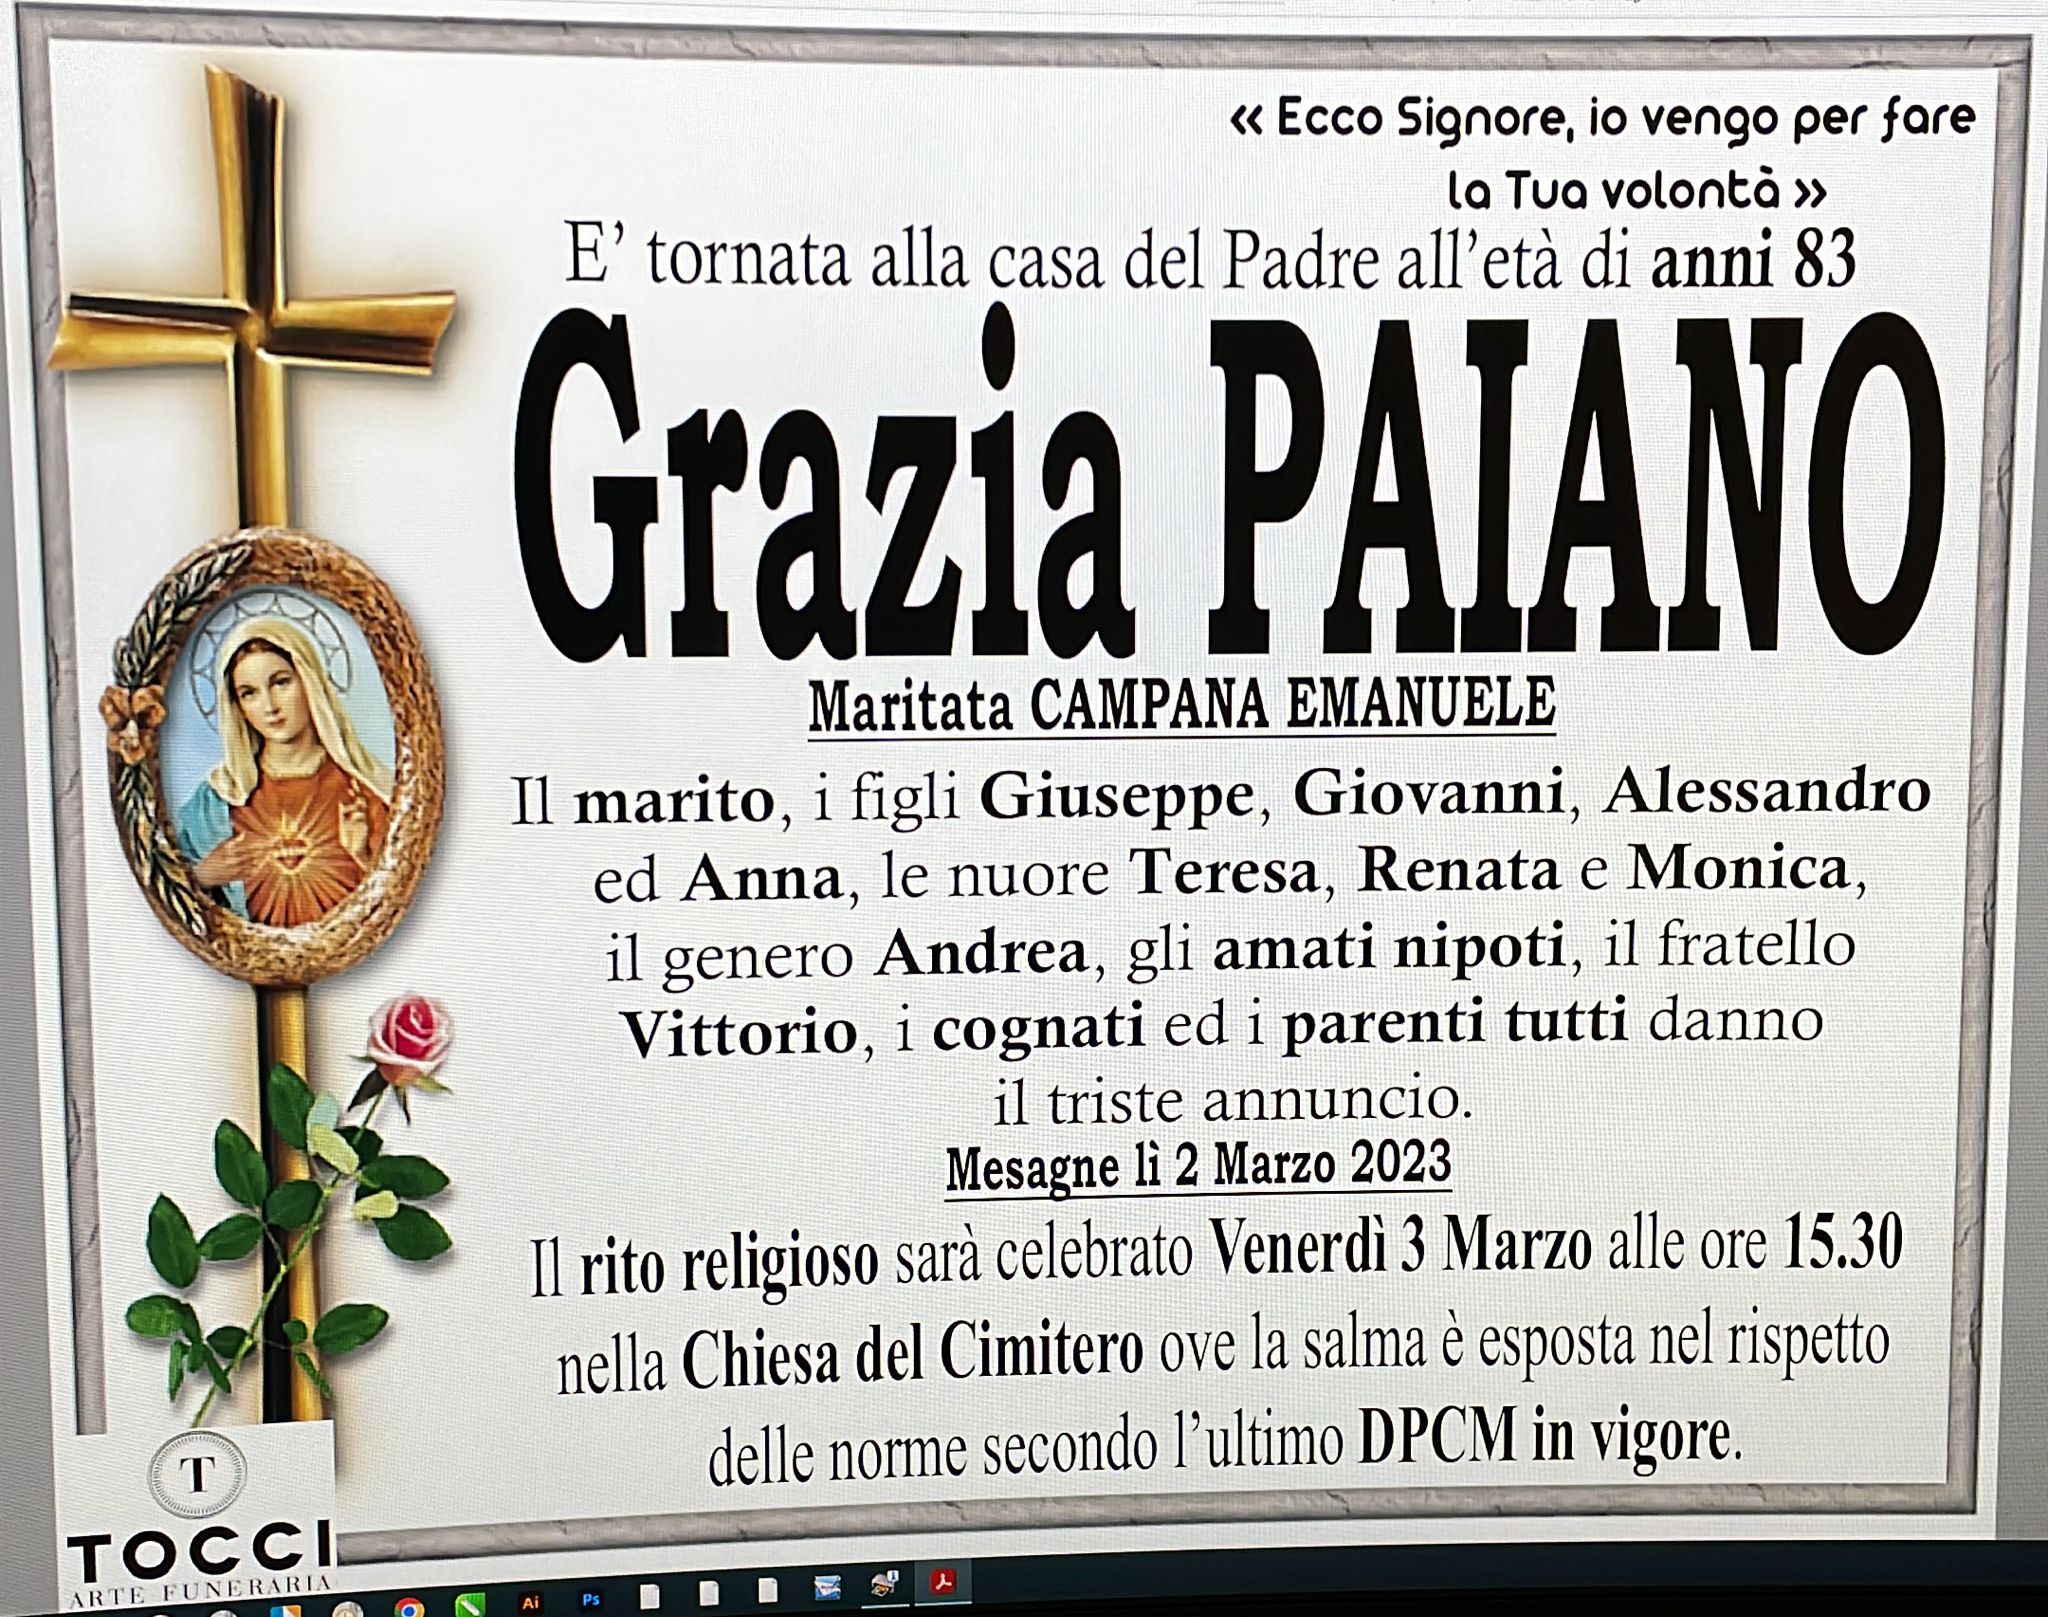 « Ecco Signore, io vengo per fare
la Tua volontà »
E' tornata alla casa del Padre all'età di anni 83
Grazia PAIANO
Maritata CAMPANA EMANUELE
Il marito, i figli Giuseppe, Giovanni, Alessandro
ed Anna, le nuore Teresa, Renata e Monica,
il genero Andrea, gli amati nipoti, il fratello
Vittorio, i cognati ed i parenti tutti danno
il triste annuncio.
Mesagne lì 2 Marzo 2023
Il rito religioso sarà celebrato Venerdì 3 Marzo alle ore 15.30
nella Chiesa del Cimitero ove la salma è esposta nel rispetto
delle norme secondo l'ultimo DPCM in vigore.
T
TOCCI
ARTE FUNERARIA
Ai
Ps